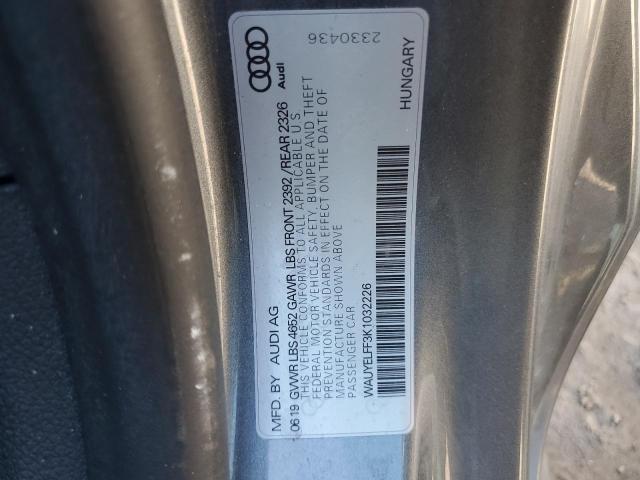 MFD. BY AUDI AG
06 19 GVWR LBS 4652 GAWR LBS FRONT 2392 / REAR 2326
THIS VEHICLE CONFORMS TO ALL APPLICABLE U S
FEDERAL MOTOR VEHICLE SAFETY, BUMPER AND THEFT
PREVENTION STANDARDS IN EFFECT ON THE DATE OF
MANUFACTURE SHOWN ABOVE
PASSENGER CAR
WAUYELFF3K1032226
HUNGARY
Audi
2330436